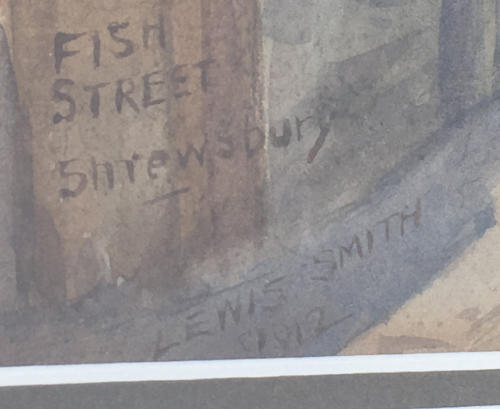 FISH
STREET
Shrewsbury
LEWIS SMITH
1912